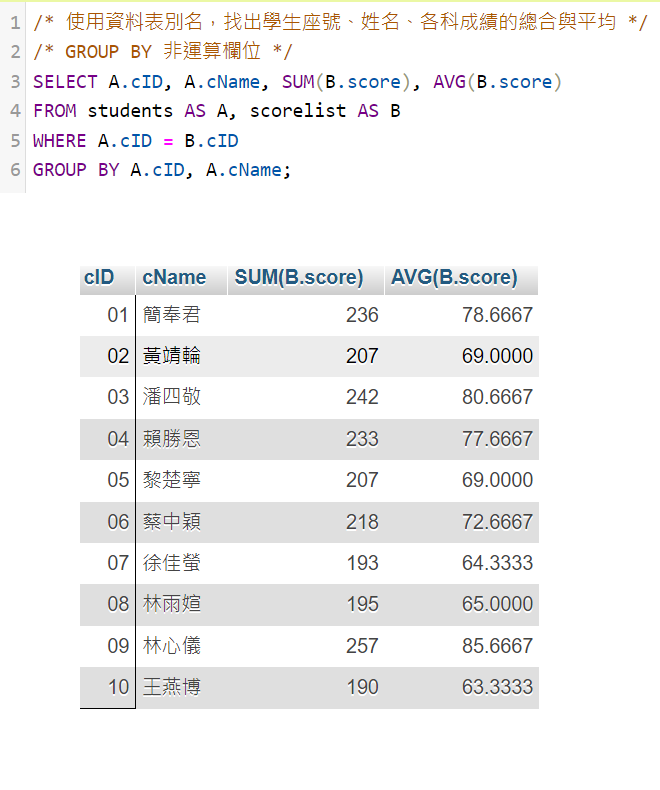 1 /* 使用資料表別名，找出學生座號、姓名、各科成績的總合與平均 */
2 /* GROUP BY 非運算欄位 */
3 SELECT A.cID, A.cName, SUM(B.score), AVG(B.score)
4 FROM students AS A, scorelist AS B
5 WHERE A.cID = B.cID
6 GROUP BY A.cID, A.cName;
cID cName SUM(B.score) AVG(B.score)
01 簡奉君 236 78.6667
02 黃靖輪 207 69.0000
03 潘四敬 242 80.6667
04 賴勝恩 233 77.6667
05 黎楚寧 207 69.0000
06 蔡中穎 218 72.6667
07 徐佳螢 193 64.3333
08 林雨媗 195 65.0000
09 林心儀 257 85.6667
10 王燕博 190 63.3333